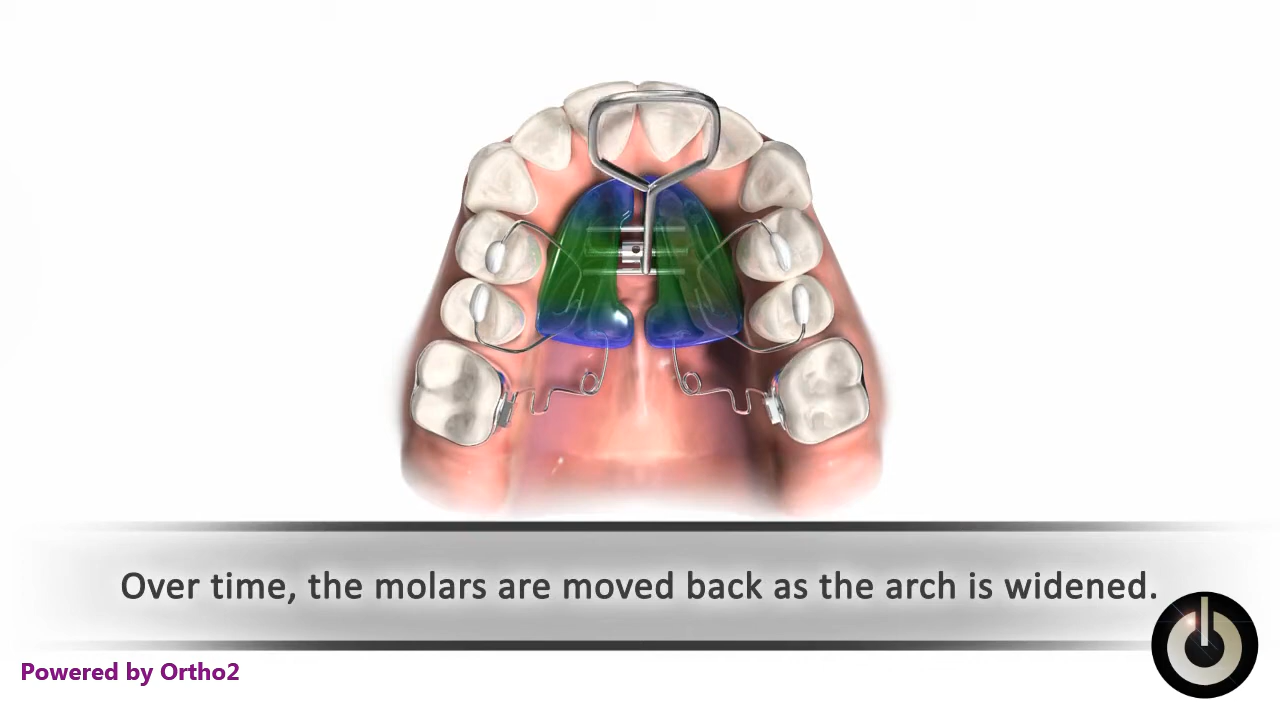 Over time, the molars are moved back as the arch is widened.
Powered by Ortho2